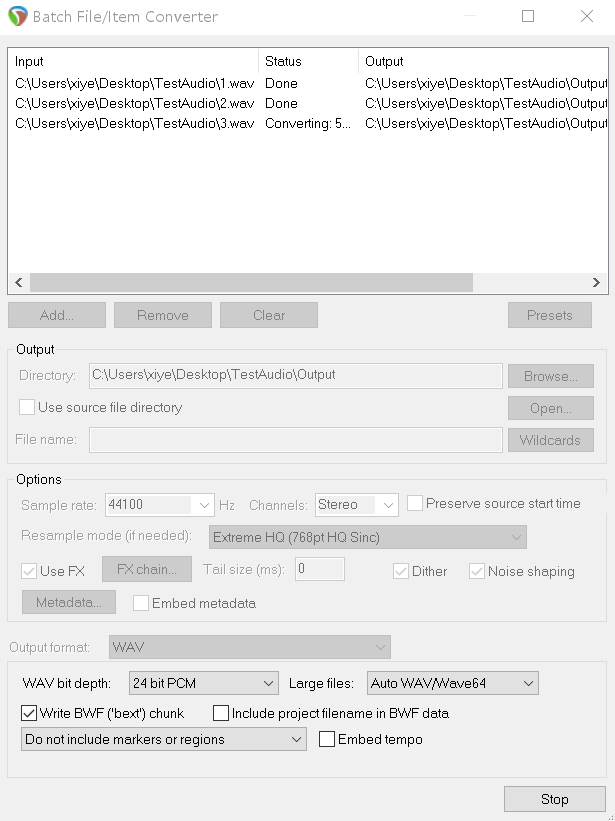 Batch File/Item Converter
Input Status Output
C:\Users\xiye\Desktop\TestAudio\1.wav Done C:\Users\xiye\Desktop\TestAudio\Output
C:\Users\xiye\Desktop\TestAudio\2.wav Done C:\Users\xiye\Desktop\TestAudio\Output
C:\Users\xiye\Desktop\TestAudio\3.wav Converting: 5... C:\Users\xiye\Desktop\TestAudio\Output
Add... Remove Clear Presets
Output
Directory: C:\Users\xiye\Desktop\TestAudio\Output Browse...
Use source file directory Open...
File name: Wildcards
Options
Sample rate: 44100 Hz Channels: Stereo Preserve source start time
Resample mode (if needed): Extreme HQ (768pt HQ Sinc)
Use FX FX chain... Tail size (ms): 0 Dither Noise shaping
Metadata... Embed metadata
Output format: WAV
WAV bit depth: 24 bit PCM Large files: Auto WAV/Wave64
Write BWF ('bext') chunk Include project filename in BWF data
Do not include markers or regions Embed tempo
Stop